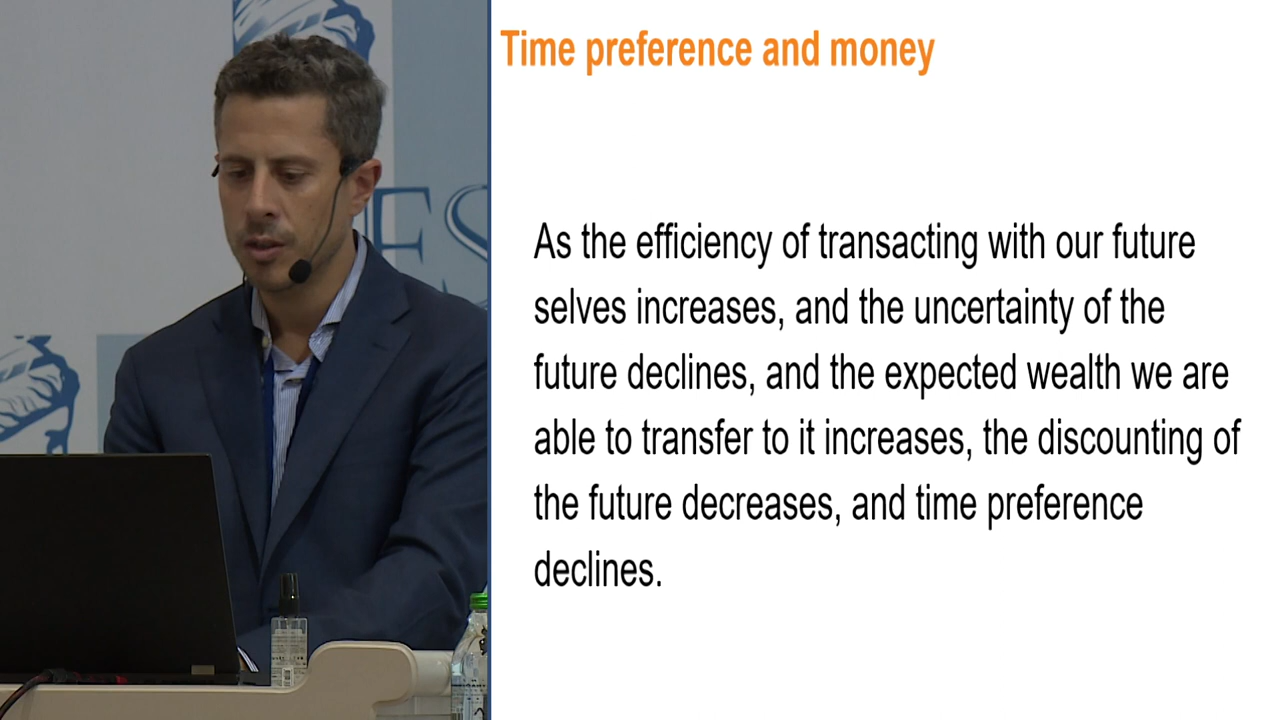 Time preference and money
As the efficiency of transacting with our future
selves increases, and the uncertainty of the
future declines, and the expected wealth we are
able to transfer to it increases, the discounting of
the future decreases, and time preference
declines.
ES